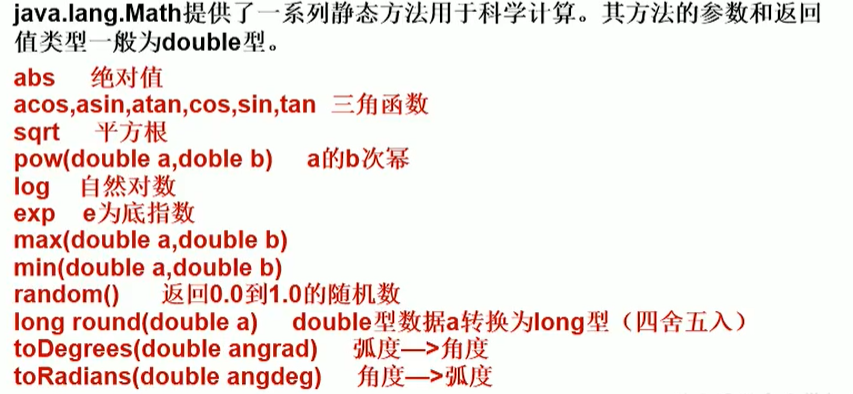 java.lang.Math提供了一系列静态方法用于科学计算。其方法的参数和返回
值类型一般为double型。
abs 绝对值
acos,asin,atan,cos,sin,tan 三角函数
sqrt 平方根
pow(double a,doble b) a的b次幂
log 自然对数
exp e为底指数
max(double a,double b)
min(double a,double b)
random() 返回0.0到1.0的随机数
long round(double a) double型数据a转换为long型（四舍五入）
toDegrees(double angrad) 弧度—>角度
toRadians(double angdeg) 角度—>弧度